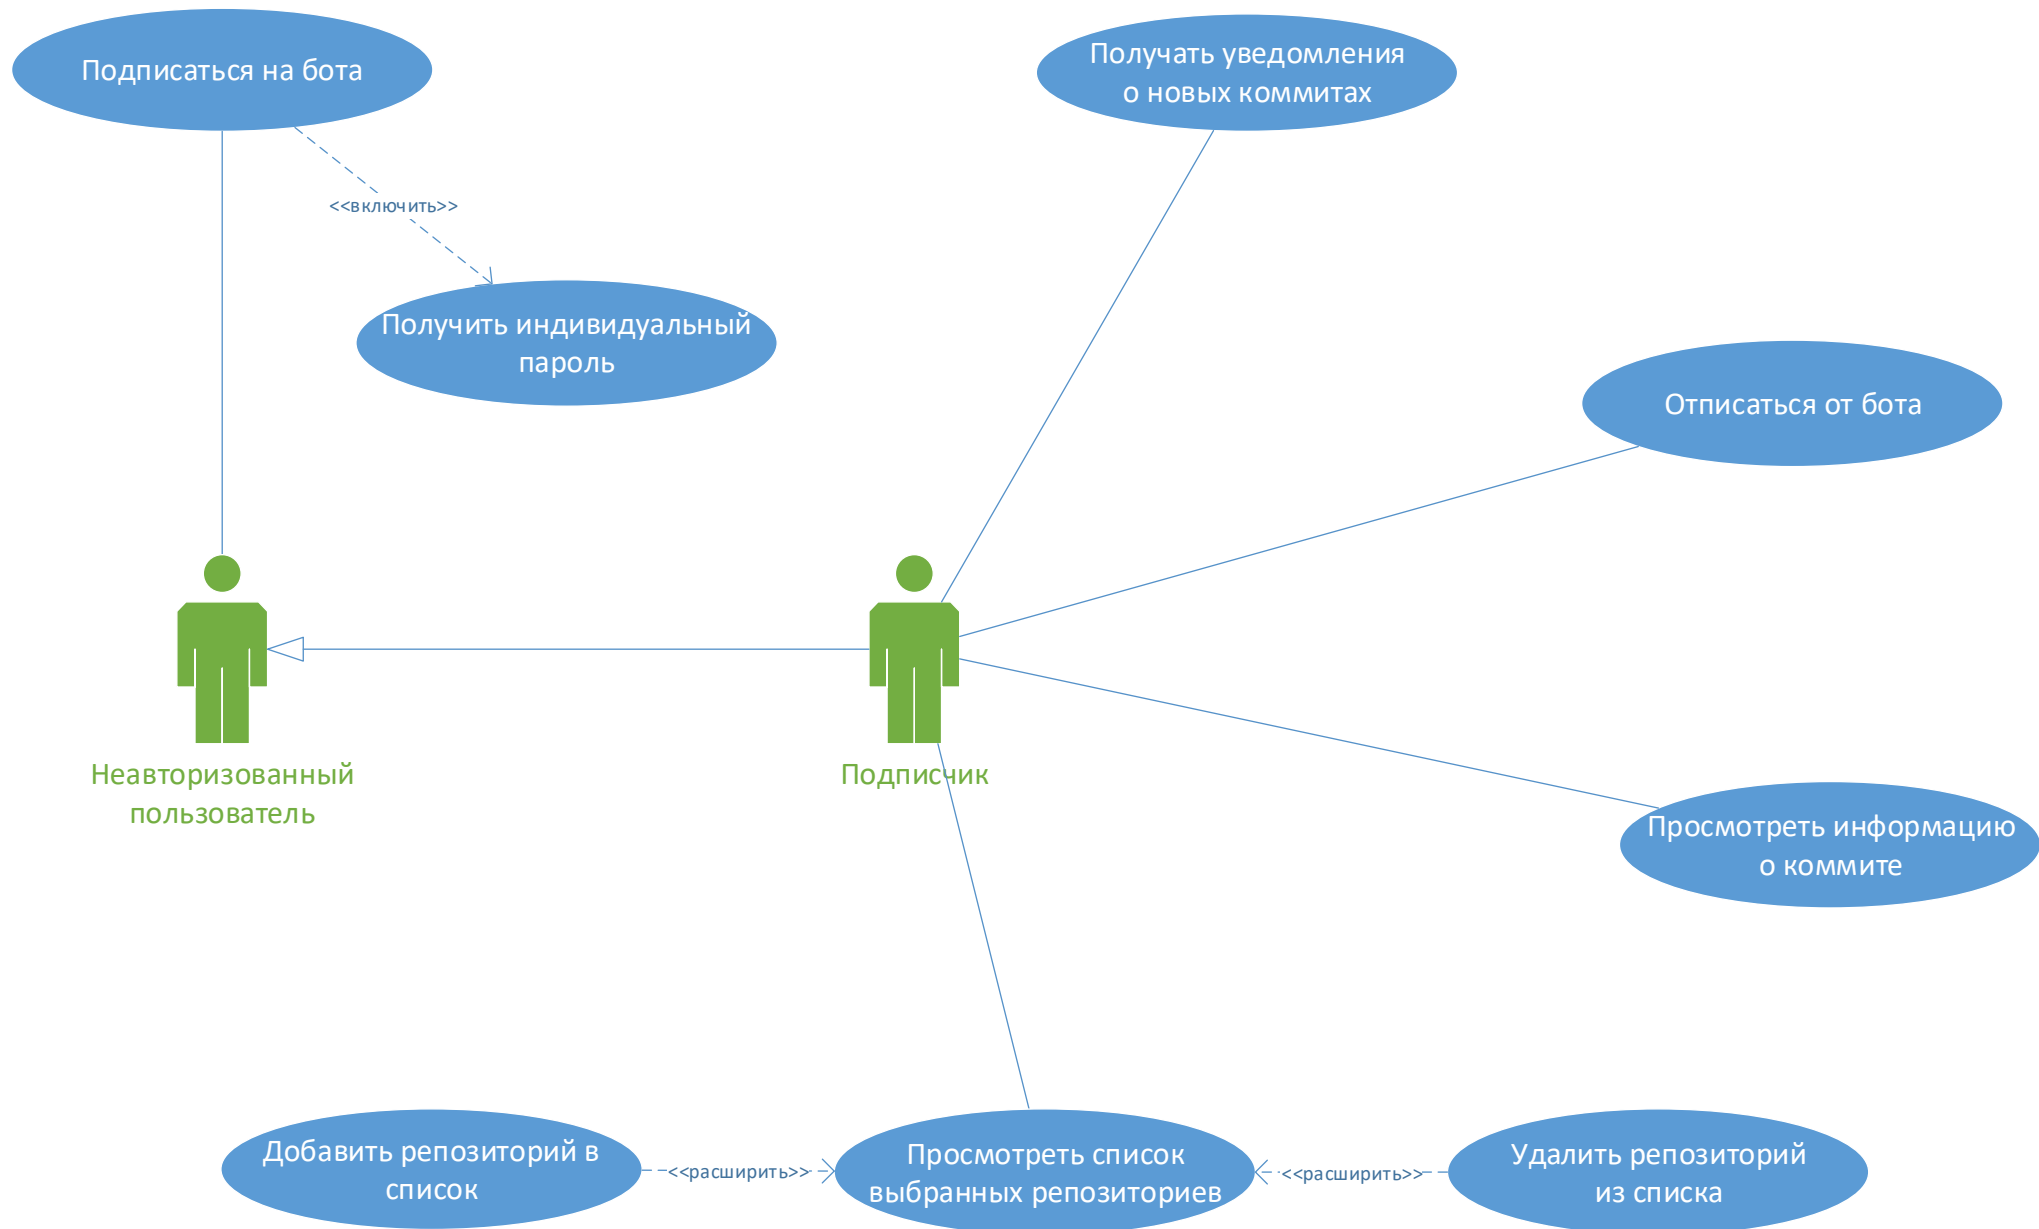 Подписаться на бота
Получать уведомления
о новых коммитах
<<включить>>
Получить индивидуальный
пароль
Отписаться от бота
Неавторизованный
пользователь
Подписчик
Просмотреть информацию
о коммите
Добавить репозиторий в
список
<<расширить>>
Просмотреть список
выбранных репозиториев
<<расширить>>
Удалить репозиторий
из списка